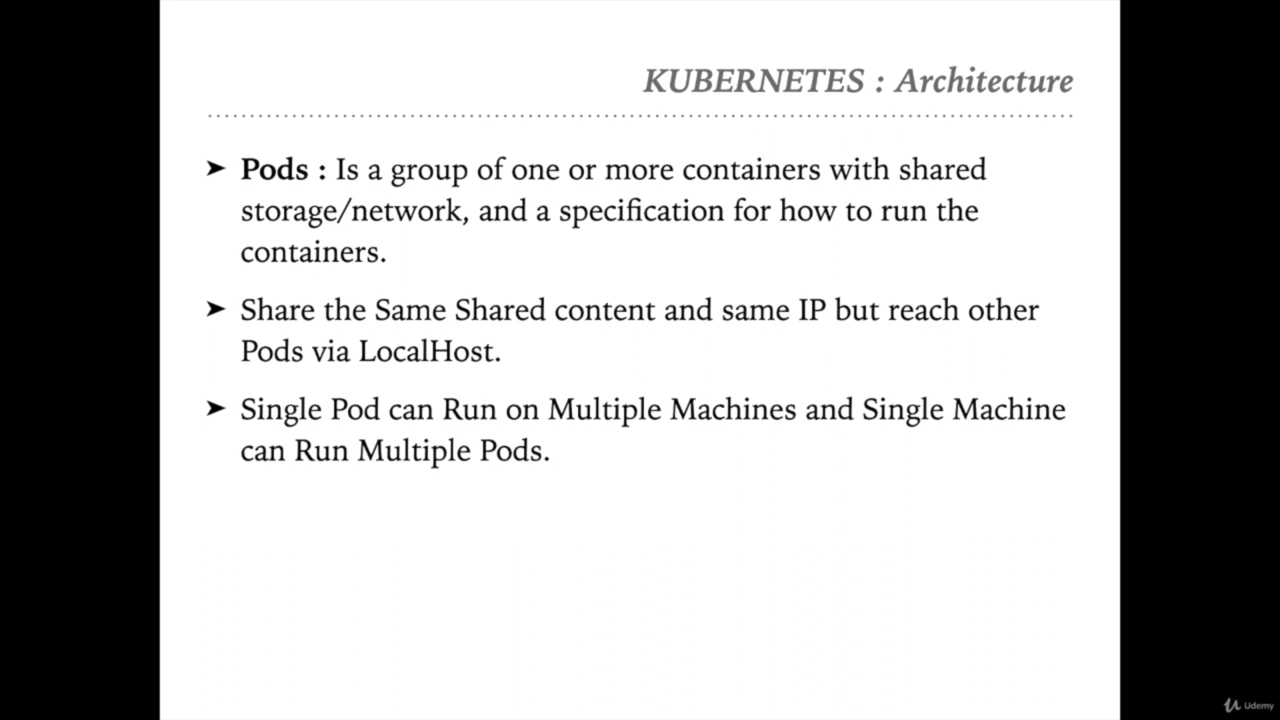 KUBERNETES : Architecture
➤ Pods : Is a group of one or more containers with shared
storage/network, and a specification for how to run the
containers.
➤ Share the Same Shared content and same IP but reach other
Pods via LocalHost.
➤ Single Pod can Run on Multiple Machines and Single Machine
can Run Multiple Pods.
Udemy